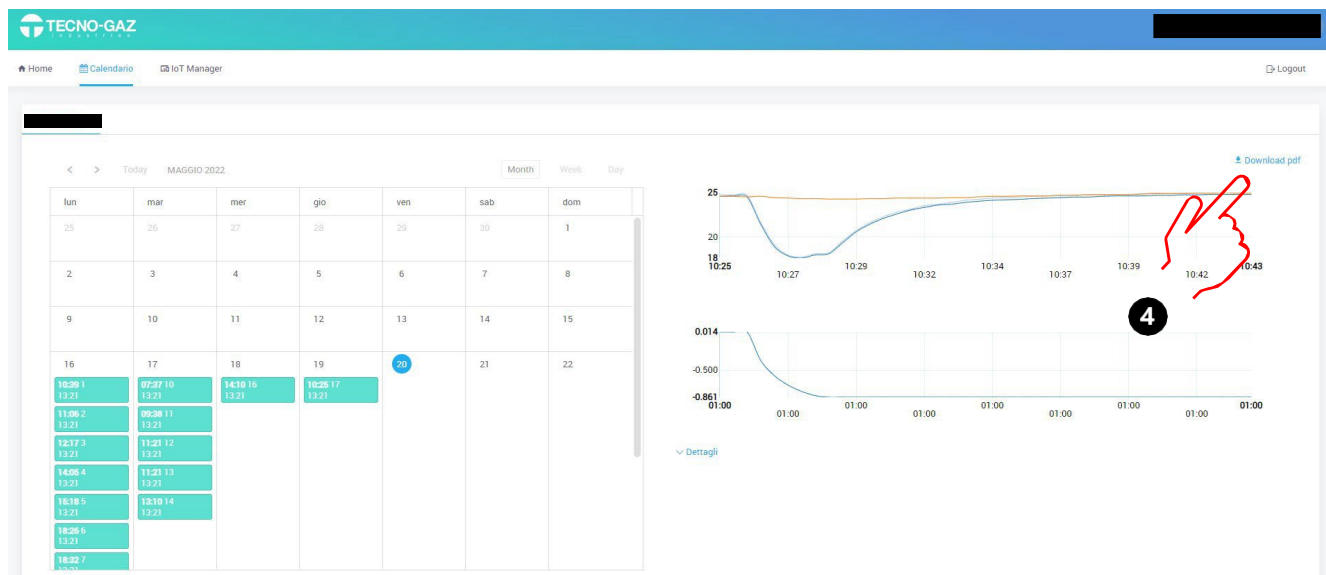 TECNO-GAZ
INDUSTRIES
Home Calendario IoT Manager Logout
Today MAGGIO 2022 Month Week Day
Download pdf
lun mar mer gio ven sab dom
25 26 27 28 29 30 1
2 3 4 5 6 7 8
9 10 11 12 13 14 15
16 17 18 19 20 21 22
10:39 1 07:37 10 14:10 16 10:25 17
13:21 13:21 13:21 13:21
11:06 2 09:38 11
13:21 13:21
12:17 3 11:21 12
13:21 13:21
14:05 4 11:21 13
13:21 13:21
15:18 5 13:10 14
13:21 13:21
18:25 6
13:21
18:32 7
25
20
18
10:25 10:27 10:29 10:32 10:34 10:37 10:39 10:42 10:43
4
0.014
-0.500
-0.861
01:00 01:00 01:00 01:00 01:00 01:00 01:00 01:00 01:00
Dettagli